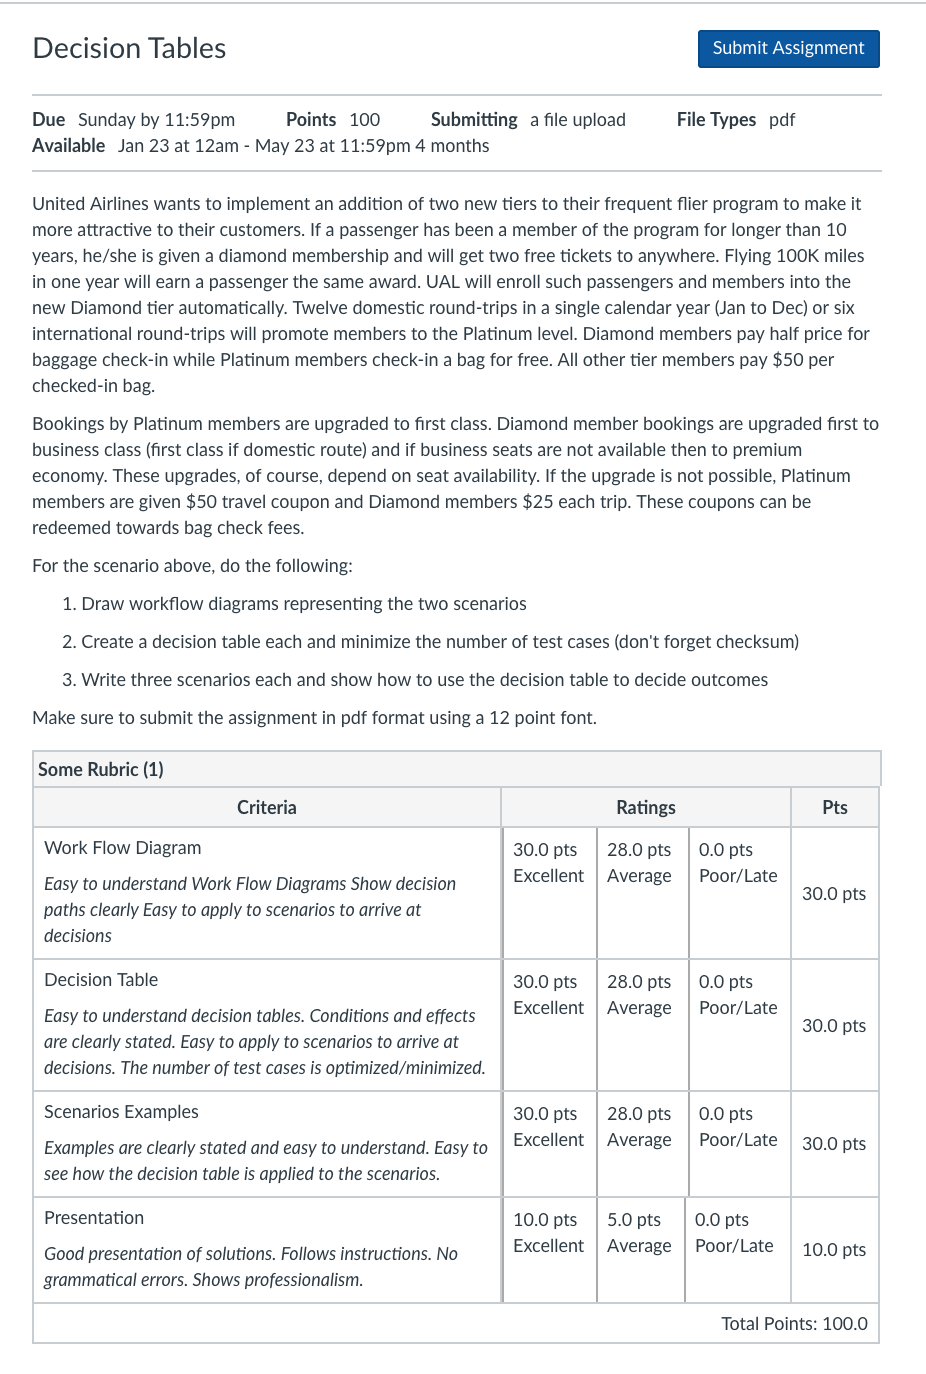 Decision Tables
Submit Assignment
Due Sunday by 11:59pm Points 100 Submitting a file upload File Types pdf
Available Jan 23 at 12am - May 23 at 11:59pm 4 months
United Airlines wants to implement an addition of two new tiers to their frequent flier program to make it
more attractive to their customers. If a passenger has been a member of the program for longer than 10
years, he/she is given a diamond membership and will get two free tickets to anywhere. Flying 100K miles
in one year will earn a passenger the same award. UAL will enroll such passengers and members into the
new Diamond tier automatically. Twelve domestic round-trips in a single calendar year (Jan to Dec) or six
international round-trips will promote members to the Platinum level. Diamond members pay half price for
baggage check-in while Platinum members check-in a bag for free. All other tier members pay $50 per
checked-in bag.
Bookings by Platinum members are upgraded to first class. Diamond member bookings are upgraded first to
business class (first class if domestic route) and if business seats are not available then to premium
economy. These upgrades, of course, depend on seat availability. If the upgrade is not possible, Platinum
members are given $50 travel coupon and Diamond members $25 each trip. These coupons can be
redeemed towards bag check fees.
For the scenario above, do the following:
1. Draw workflow diagrams representing the two scenarios
2. Create a decision table each and minimize the number of test cases (don't forget checksum)
3. Write three scenarios each and show how to use the decision table to decide outcomes
Make sure to submit the assignment in pdf format using a 12 point font.
Some Rubric (1)
Criteria Ratings Pts
Work Flow Diagram
Easy to understand Work Flow Diagrams Show decision
paths clearly Easy to apply to scenarios to arrive at
decisions
30.0 pts
Excellent
28.0 pts
Average
0.0 pts
Poor/Late
30.0 pts
Decision Table
Easy to understand decision tables. Conditions and effects
are clearly stated. Easy to apply to scenarios to arrive at
decisions. The number of test cases is optimized/minimized.
30.0 pts
Excellent
28.0 pts
Average
0.0 pts
Poor/Late
30.0 pts
Scenarios Examples
Examples are clearly stated and easy to understand. Easy to
see how the decision table is applied to the scenarios.
30.0 pts
Excellent
28.0 pts
Average
0.0 pts
Poor/Late
30.0 pts
Presentation
Good presentation of solutions. Follows instructions. No
grammatical errors. Shows professionalism.
10.0 pts
Excellent
5.0 pts
Average
0.0 pts
Poor/Late
10.0 pts
Total Points: 100.0